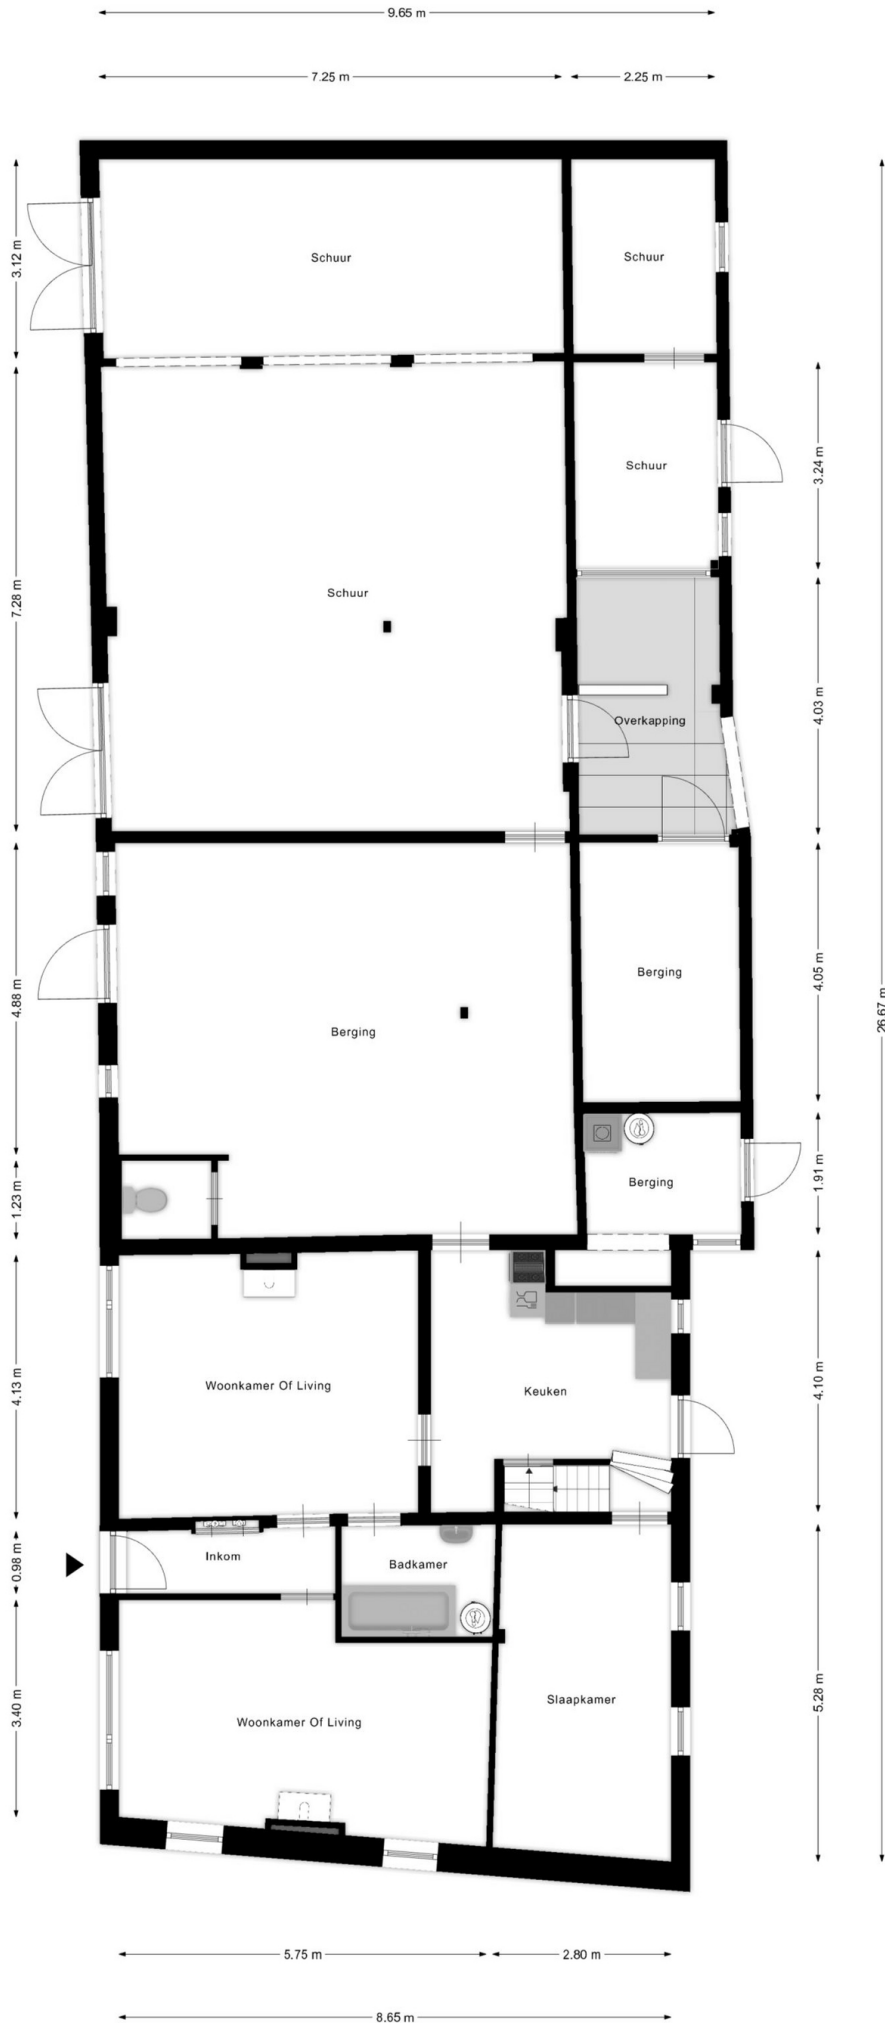 9.65 m
7.25 m
2.25 m
3.12 m
Schuur
Schuur
3.24 m
Schuur
7.28 m
Schuur
4.03 m
Overkapping
4.88 m
4.05 m
26.67 m
Berging
Berging
1.23 m
1.91 m
Berging
4.13 m
4.10 m
Woonkamer Of Living
Keuken
0.98 m
Inkom
Badkamer
3.40 m
5.28 m
Slaapkamer
Woonkamer Of Living
5.75 m
2.80 m
8.65 m